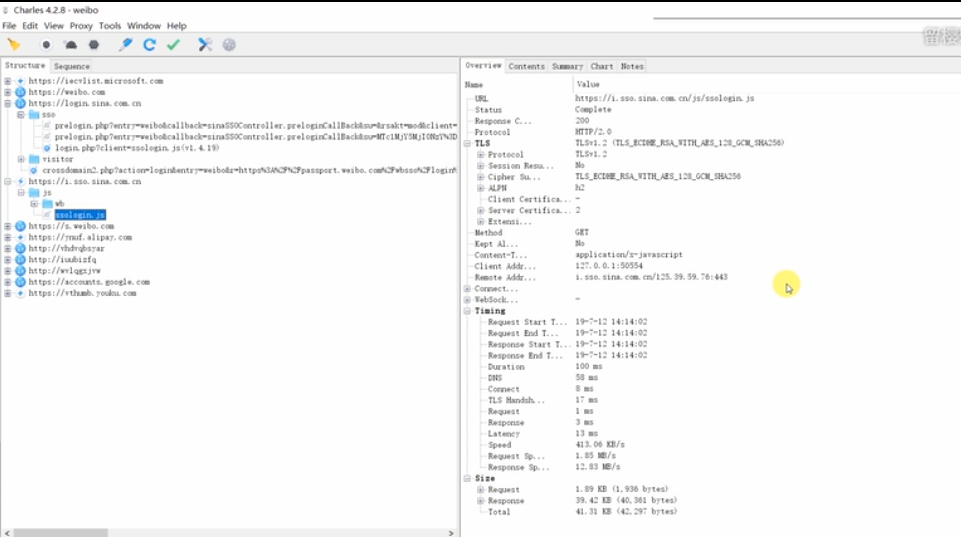 Charles 4.2.8 - weibo
File Edit View Proxy Tools Window Help
Structure Sequence
https://iecvlist.microsoft.com
https://weibo.com
https://login.sina.com.cn
sso
prelogin.php?entry=weibo&callback=sinaSSOController.preloginCallBack&su=&rsakt=mod&client=
prelogin.php?entry=weibo&callback=sinaSSOController.preloginCallBack&su=
login.php?client=ssologin.js(v1.4.19)
visitor
crossdomain2.php?action=login&entry=weibo&r=https%3A%2F%2Fpassport.weibo.com%2Fwbsso%2Flogin%
https://i.sso.sina.com.cn
js
wb
ssologin.js
https://s.weibo.com
https://ynuf.alipay.com
http://vhdvqbsyar
http://iuubizfq
http://wvlqgxjvw
https://accounts.google.com
https://vthumb.youku.com
Overview Contents Summary Chart Notes
Name Value
URL https://i.sso.sina.com.cn/js/ssologin.js
Status Complete
Response C... 200
Protocol HTTP/2.0
TLS TLSv1.2 (TLS_ECDHE_RSA_WITH_AES_128_GCM_SHA256)
Protocol TLSv1.2
Session Resu... No
Cipher Su... TLS_ECDHE_RSA_WITH_AES_128_GCM_SHA256
ALPN h2
Client Certifica... -
Server Certifica... 2
Extensi...
Method GET
Kept Al... No
Content-T... application/x-javascript
Client Addr... 127.0.0.1:50554
Remote Addr... i.sso.sina.com.cn/125.39.59.76:443
Connect...
WebSock... -
Timing
Request Start T... 19-7-12 14:14:02
Request End T... 19-7-12 14:14:02
Response Start T... 19-7-12 14:14:02
Response End T... 19-7-12 14:14:02
Duration 100 ms
DNS 58 ms
Connect 8 ms
TLS Handsh... 17 ms
Request 1 ms
Response 3 ms
Latency 13 ms
Speed 413.06 KB/s
Request Sp... 1.85 MB/s
Response Sp... 12.83 MB/s
Size
Request 1.89 KB (1,936 bytes)
Response 39.42 KB (40,361 bytes)
Total 41.31 KB (42,297 bytes)